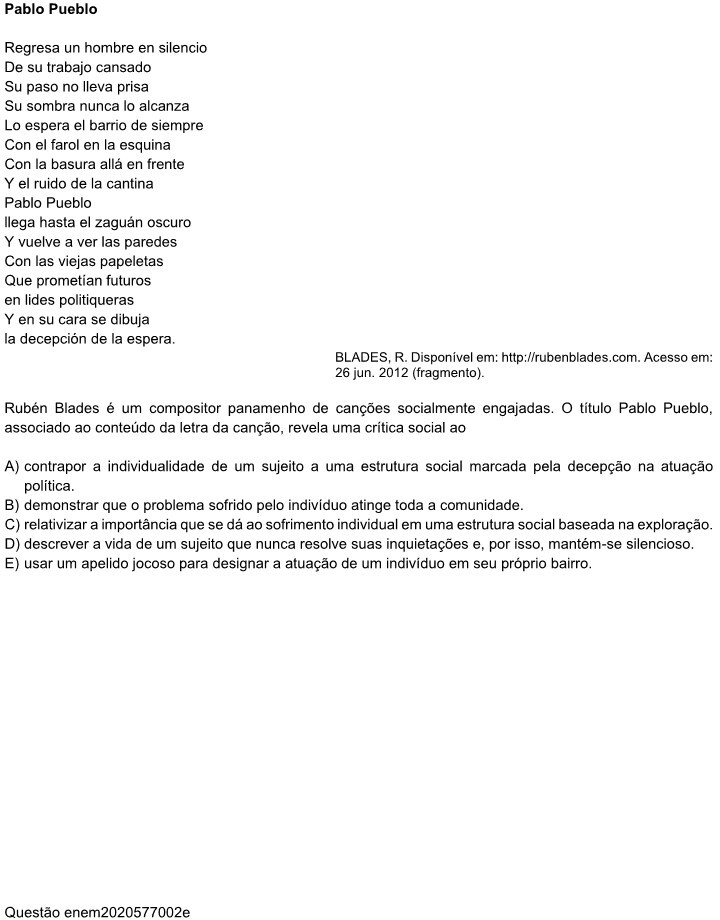 Pablo Pueblo
Regresa un hombre en silencio
De su trabajo cansado
Su paso no lleva prisa
Su sombra nunca lo alcanza
Lo espera el barrio de siempre
Con el farol en la esquina
Con la basura allá en frente
Y el ruido de la cantina
Pablo Pueblo
llega hasta el zaguán oscuro
Y vuelve a ver las paredes
Con las viejas papeletas
Que prometían futuros
en lides politiqueras
Y en su cara se dibuja
la decepción de la espera.
BLADES, R. Disponível em: http://rubenblades.com. Acesso em:
26 jun. 2012 (fragmento).
Rubén Blades é um compositor panamenho de canções socialmente engajadas. O título Pablo Pueblo,
associado ao conteúdo da letra da canção, revela uma crítica social ao
A) contrapor a individualidade de um sujeito a uma estrutura social marcada pela decepção na atuação
política.
B) demonstrar que o problema sofrido pelo indivíduo atinge toda a comunidade.
C) relativizar a importância que se dá ao sofrimento individual em uma estrutura social baseada na exploração.
D) descrever a vida de um sujeito que nunca resolve suas inquietações e, por isso, mantém-se silencioso.
E) usar um apelido jocoso para designar a atuação de um indivíduo em seu próprio bairro.
Questão enem2020577002e